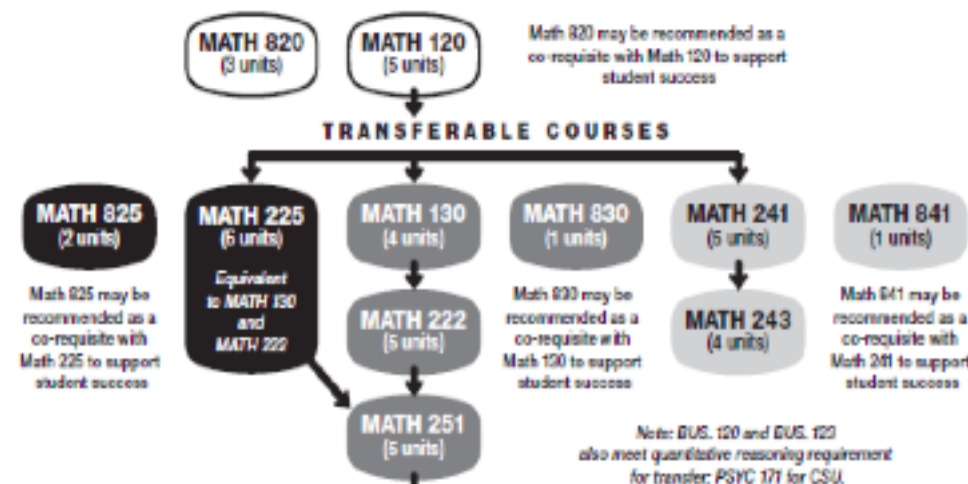 MATH 820
(3 units)
MATH 120
(5 units)
Math 820 may be
recommended as a
co-requisite with Math 120 to support
student success
TRANSFERABLE COURSES
MATH 825
(2 units)
MATH 225
(6 units)
Equivalent
to MATH 130
and
MATH 222
MATH 130
(4 units)
MATH 830
(1 unit)
MATH 241
(5 units)
MATH 841
(1 unit)
Math 825 may be
recommended as a
co-requisite with
Math 225 to support
student success
MATH 222
(5 units)
Math 830 may be
recommended as a
co-requisite with
Math 130 to support
student success
MATH 243
(4 units)
Math 841 may be
recommended as a
co-requisite with
Math 241 to support
student success
MATH 251
(5 units)
Note: BUS. 120 and BUS. 123
also meet quantitative reasoning requirement
for transfer; PSYC 171 for CSU.